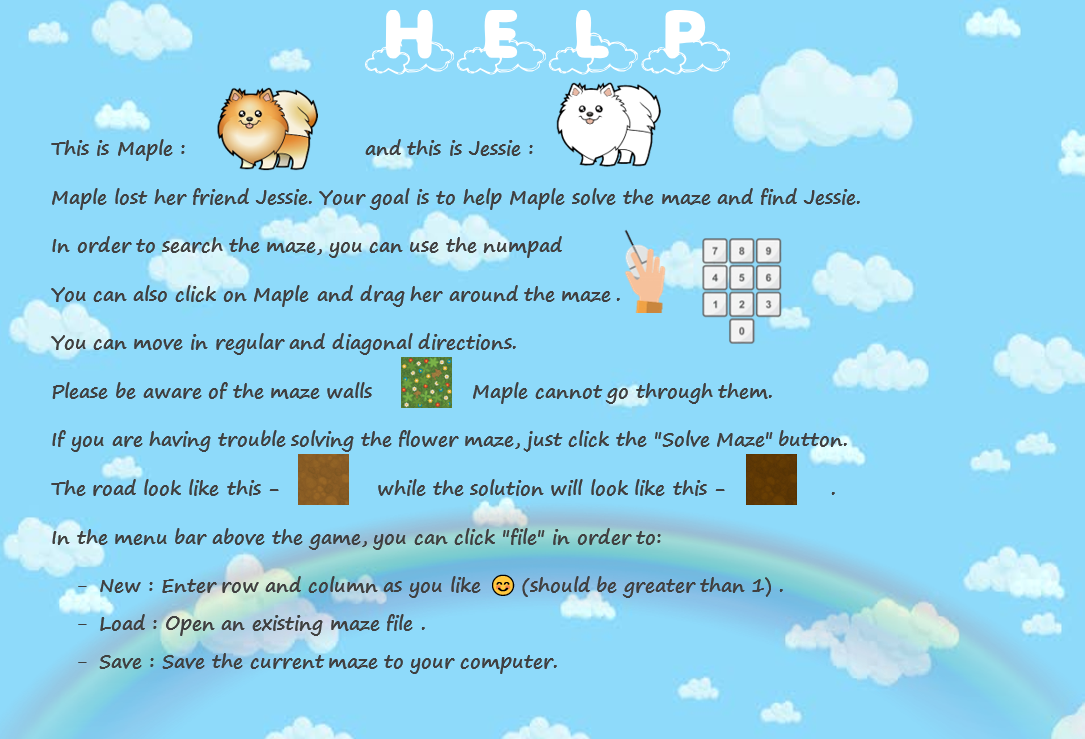 HELP
This is Maple : and this is Jessie :
Maple lost her friend Jessie. Your goal is to help Maple solve the maze and find Jessie.
In order to search the maze, you can use the numpad
7 8 9
4 5 6
You can also click on Maple and drag her around the maze .
1 2 3
0
You can move in regular and diagonal directions.
Please be aware of the maze walls Maple cannot go through them.
If you are having trouble solving the flower maze, just click the "Solve Maze" button.
The road look like this - while the solution will look like this - .
In the menu bar above the game, you can click "file" in order to:
- New : Enter row and column as you like 😊 (should be greater than 1) .
- Load : Open an existing maze file .
- Save : Save the current maze to your computer.